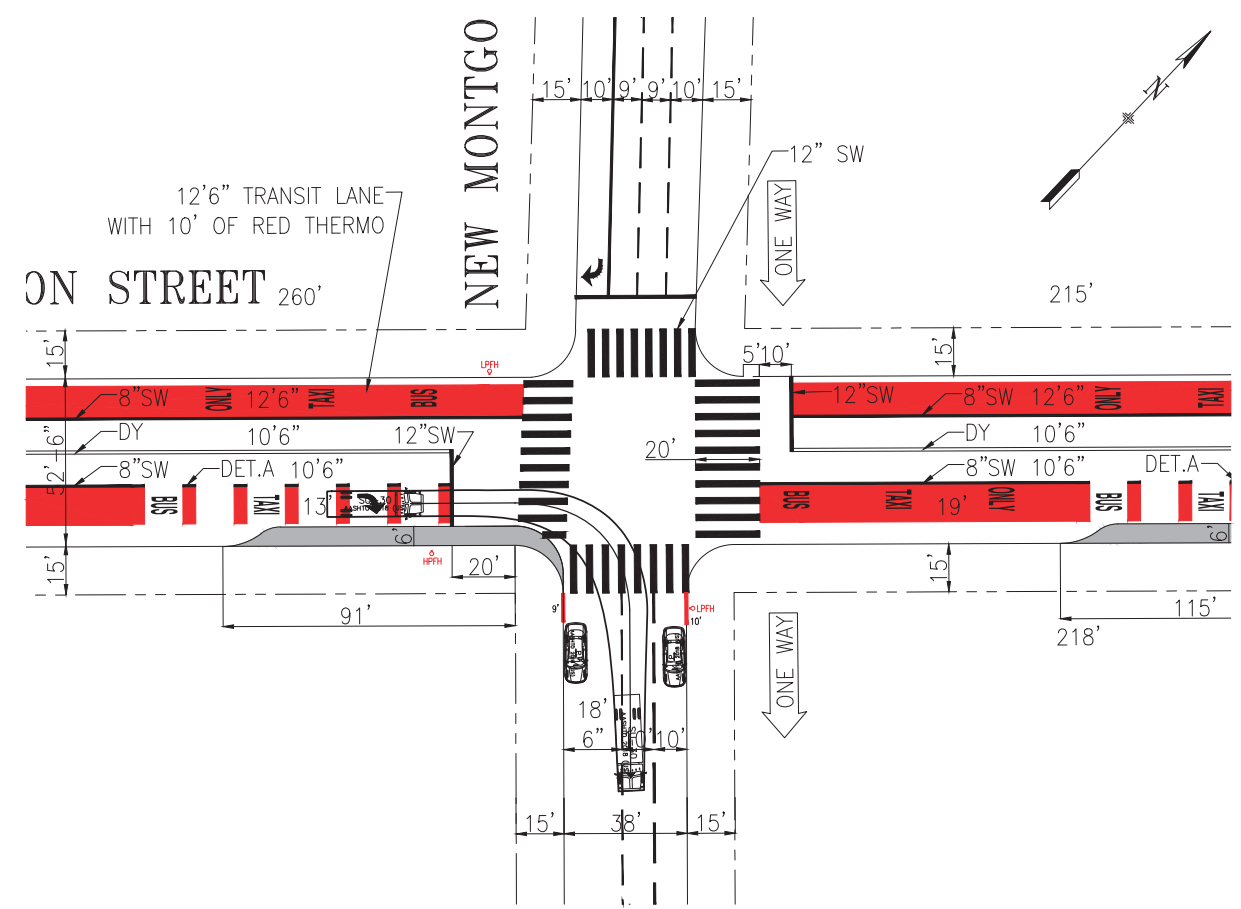 NEW MONTGO
15'
10'
9'
9'
10'
15'
N
12" SW
12'6" TRANSIT LANE
WITH 10' OF RED THERMO
ONE WAY
ON STREET
260'
215'
15'
LPFH
5'
10'
15'
8"SW
ONLY
12'6"
TAXI
BUS
12"SW
8"SW
12'6"
ONLY
TAXI
DY
10'6"
12"SW
DY
10'6"
52'-6"
20'
8"SW
DET.A
10'6"
8"SW
10'6"
DET.A
BUS
TAXI
13'
BUS
TAXI
ONLY
19'
BUS
TAXI
6'
6'
HPFH
15'
20'
15'
9'
LPFH
10'
91'
115'
218'
ONE WAY
18'
6"
10'
15'
38'
15'